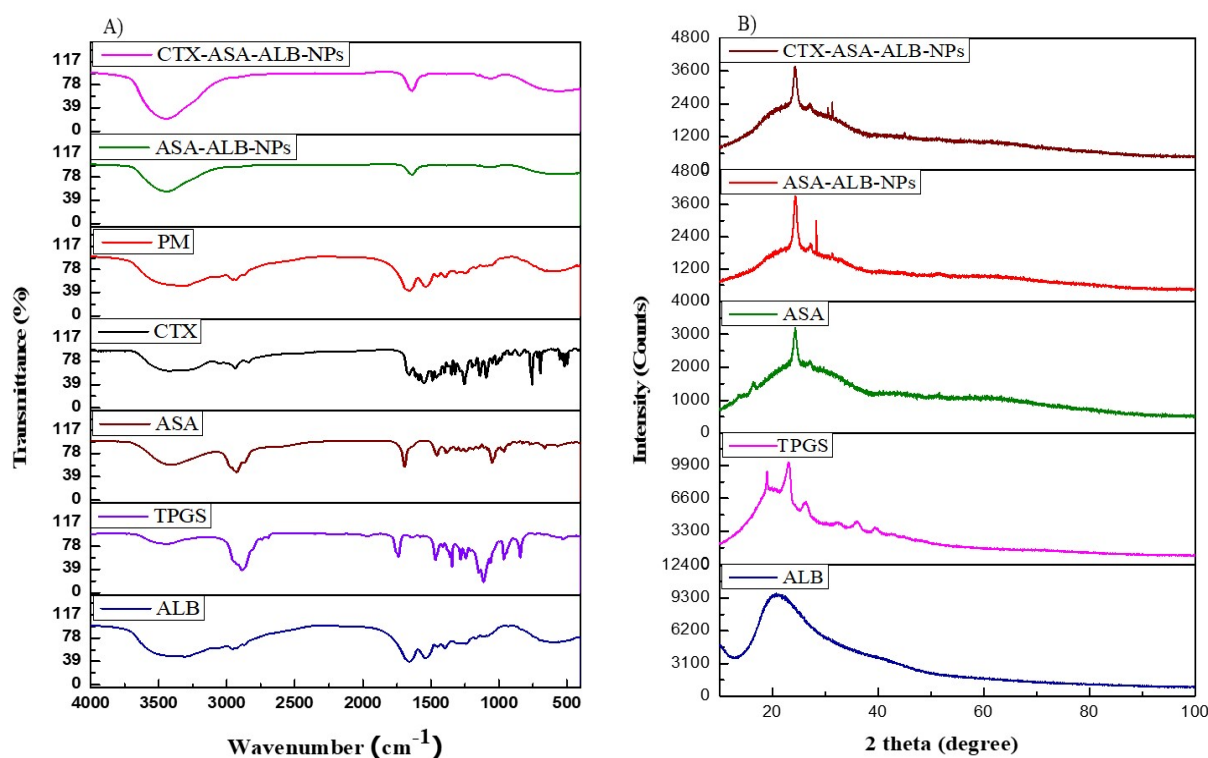 A)
CTX-ASA-ALB-NPs
117
78
39
0
ASA-ALB-NPs
117
78
39
0
PM
117
78
39
0
CTX
117
78
39
0
ASA
117
78
39
0
TPGS
117
78
39
0
ALB
117
78
39
0
4000 3500 3000 2500 2000 1500 1000 500
Transmittance (%)
Wavenumber (cm-1)
B)
4800
CTX-ASA-ALB-NPs
3600
2400
1200
0
4800
ASA-ALB-NPs
3600
2400
1200
0
4000
ASA
3000
2000
1000
0
TPGS
9900
6600
3300
0
12400
ALB
9300
6200
3100
0
20 40 60 80 100
Intensity (Counts)
2 theta (degree)